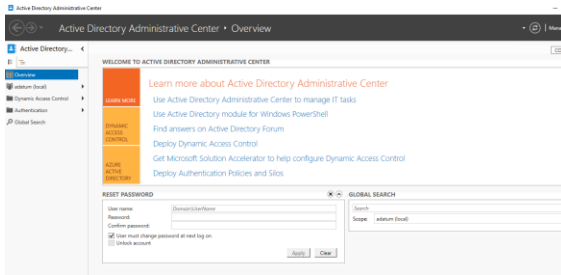 Active Directory Administrative Center
Active Directory Administrative Center • Overview
Mana
Active Directory...
Overview
adatum (local)
Dynamic Access Control
Authentication
Global Search
WELCOME TO ACTIVE DIRECTORY ADMINISTRATIVE CENTER
LEARN MORE
DYNAMIC
ACCESS
CONTROL
AZURE
ACTIVE
DIRECTORY
Learn more about Active Directory Administrative Center
Use Active Directory Administrative Center to manage IT tasks
Use Active Directory module for Windows PowerShell
Find answers on Active Directory Forum
Deploy Dynamic Access Control
Get Microsoft Solution Accelerator to help configure Dynamic Access Control
Deploy Authentication Policies and Silos
RESET PASSWORD
User name:
Domain\UserName
Password:
Confirm password:
User must change password at next log on
Unlock account
Apply
Clear
GLOBAL SEARCH
Search
Scope: adatum (local)